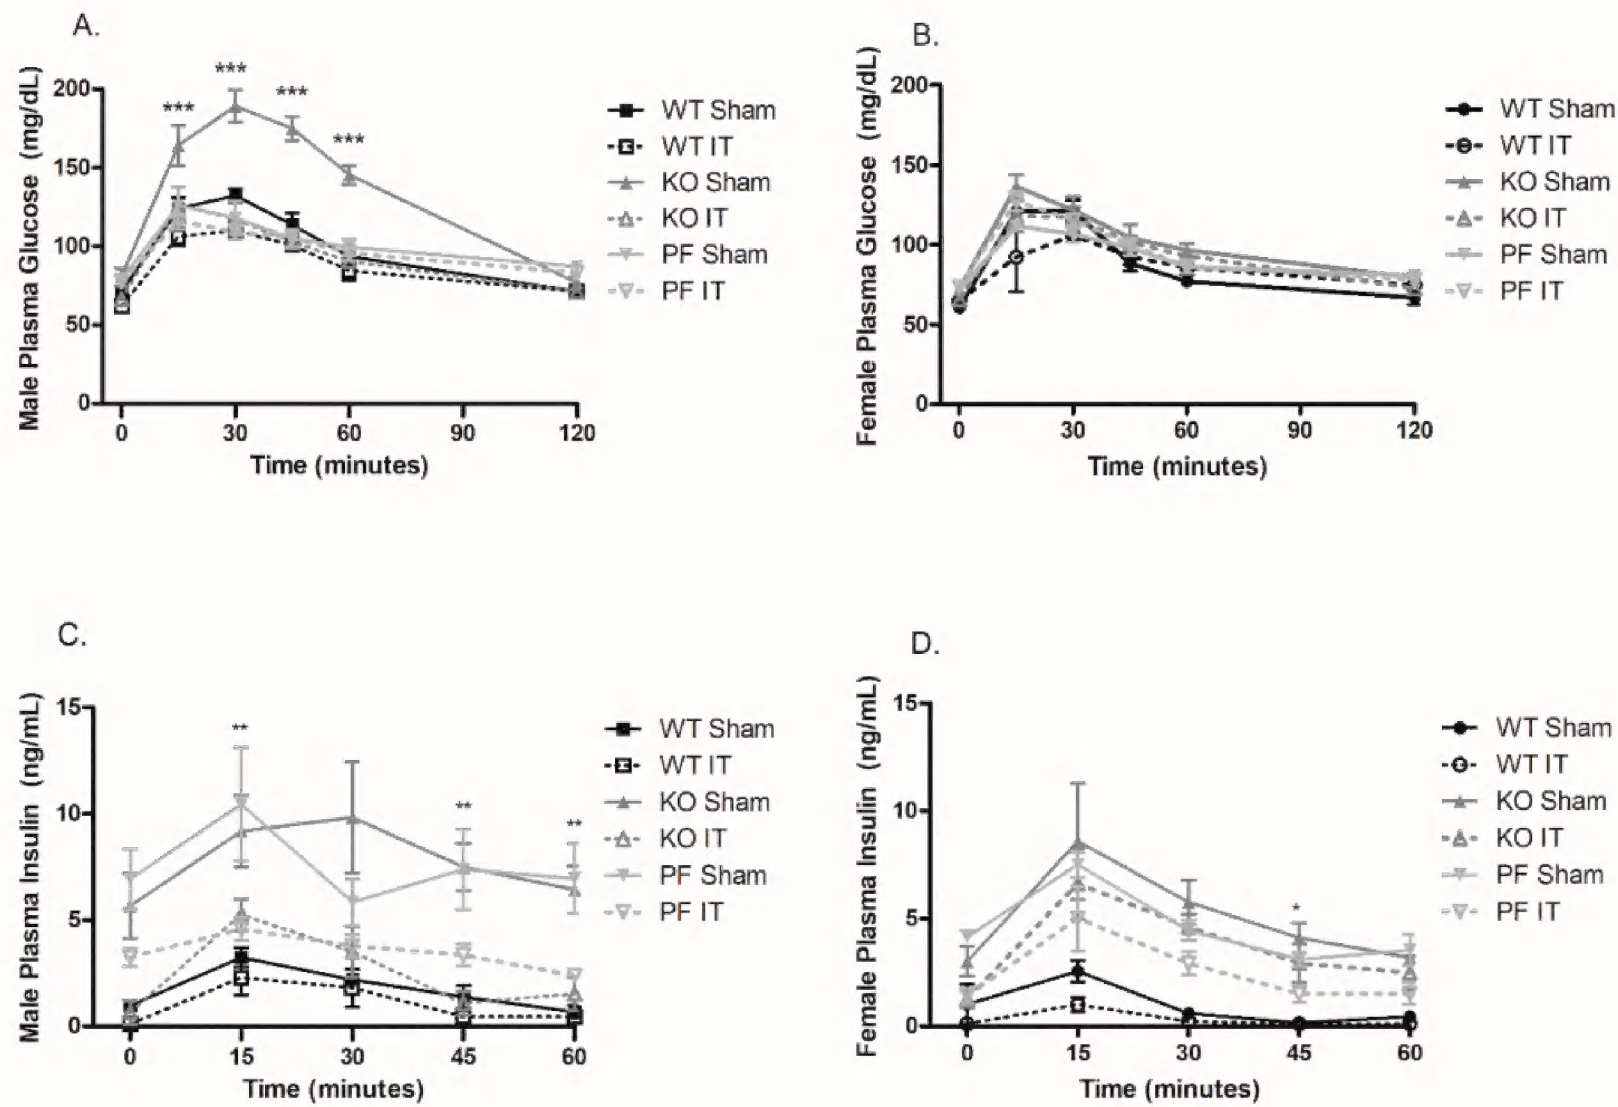 A.
Male Plasma Glucose (mg/dL)
200
150
100
50
0
***
***
***
***
0 30 60 90 120
Time (minutes)
WT Sham
WT IT
KO Sham
KO IT
PF Sham
PF IT
B.
Female Plasma Glucose (mg/dL)
200
150
100
50
0
0 30 60 90 120
Time (minutes)
WT Sham
WT IT
KO Sham
KO IT
PF Sham
PF IT
C.
Male Plasma Insulin (ng/mL)
15
10
5
0
**
**
**
0 15 30 45 60
Time (minutes)
WT Sham
WT IT
KO Sham
KO IT
PF Sham
PF IT
D.
Female Plasma Insulin (ng/mL)
15
10
5
0
*
0 15 30 45 60
Time (minutes)
WT Sham
WT IT
KO Sham
KO IT
PF Sham
PF IT